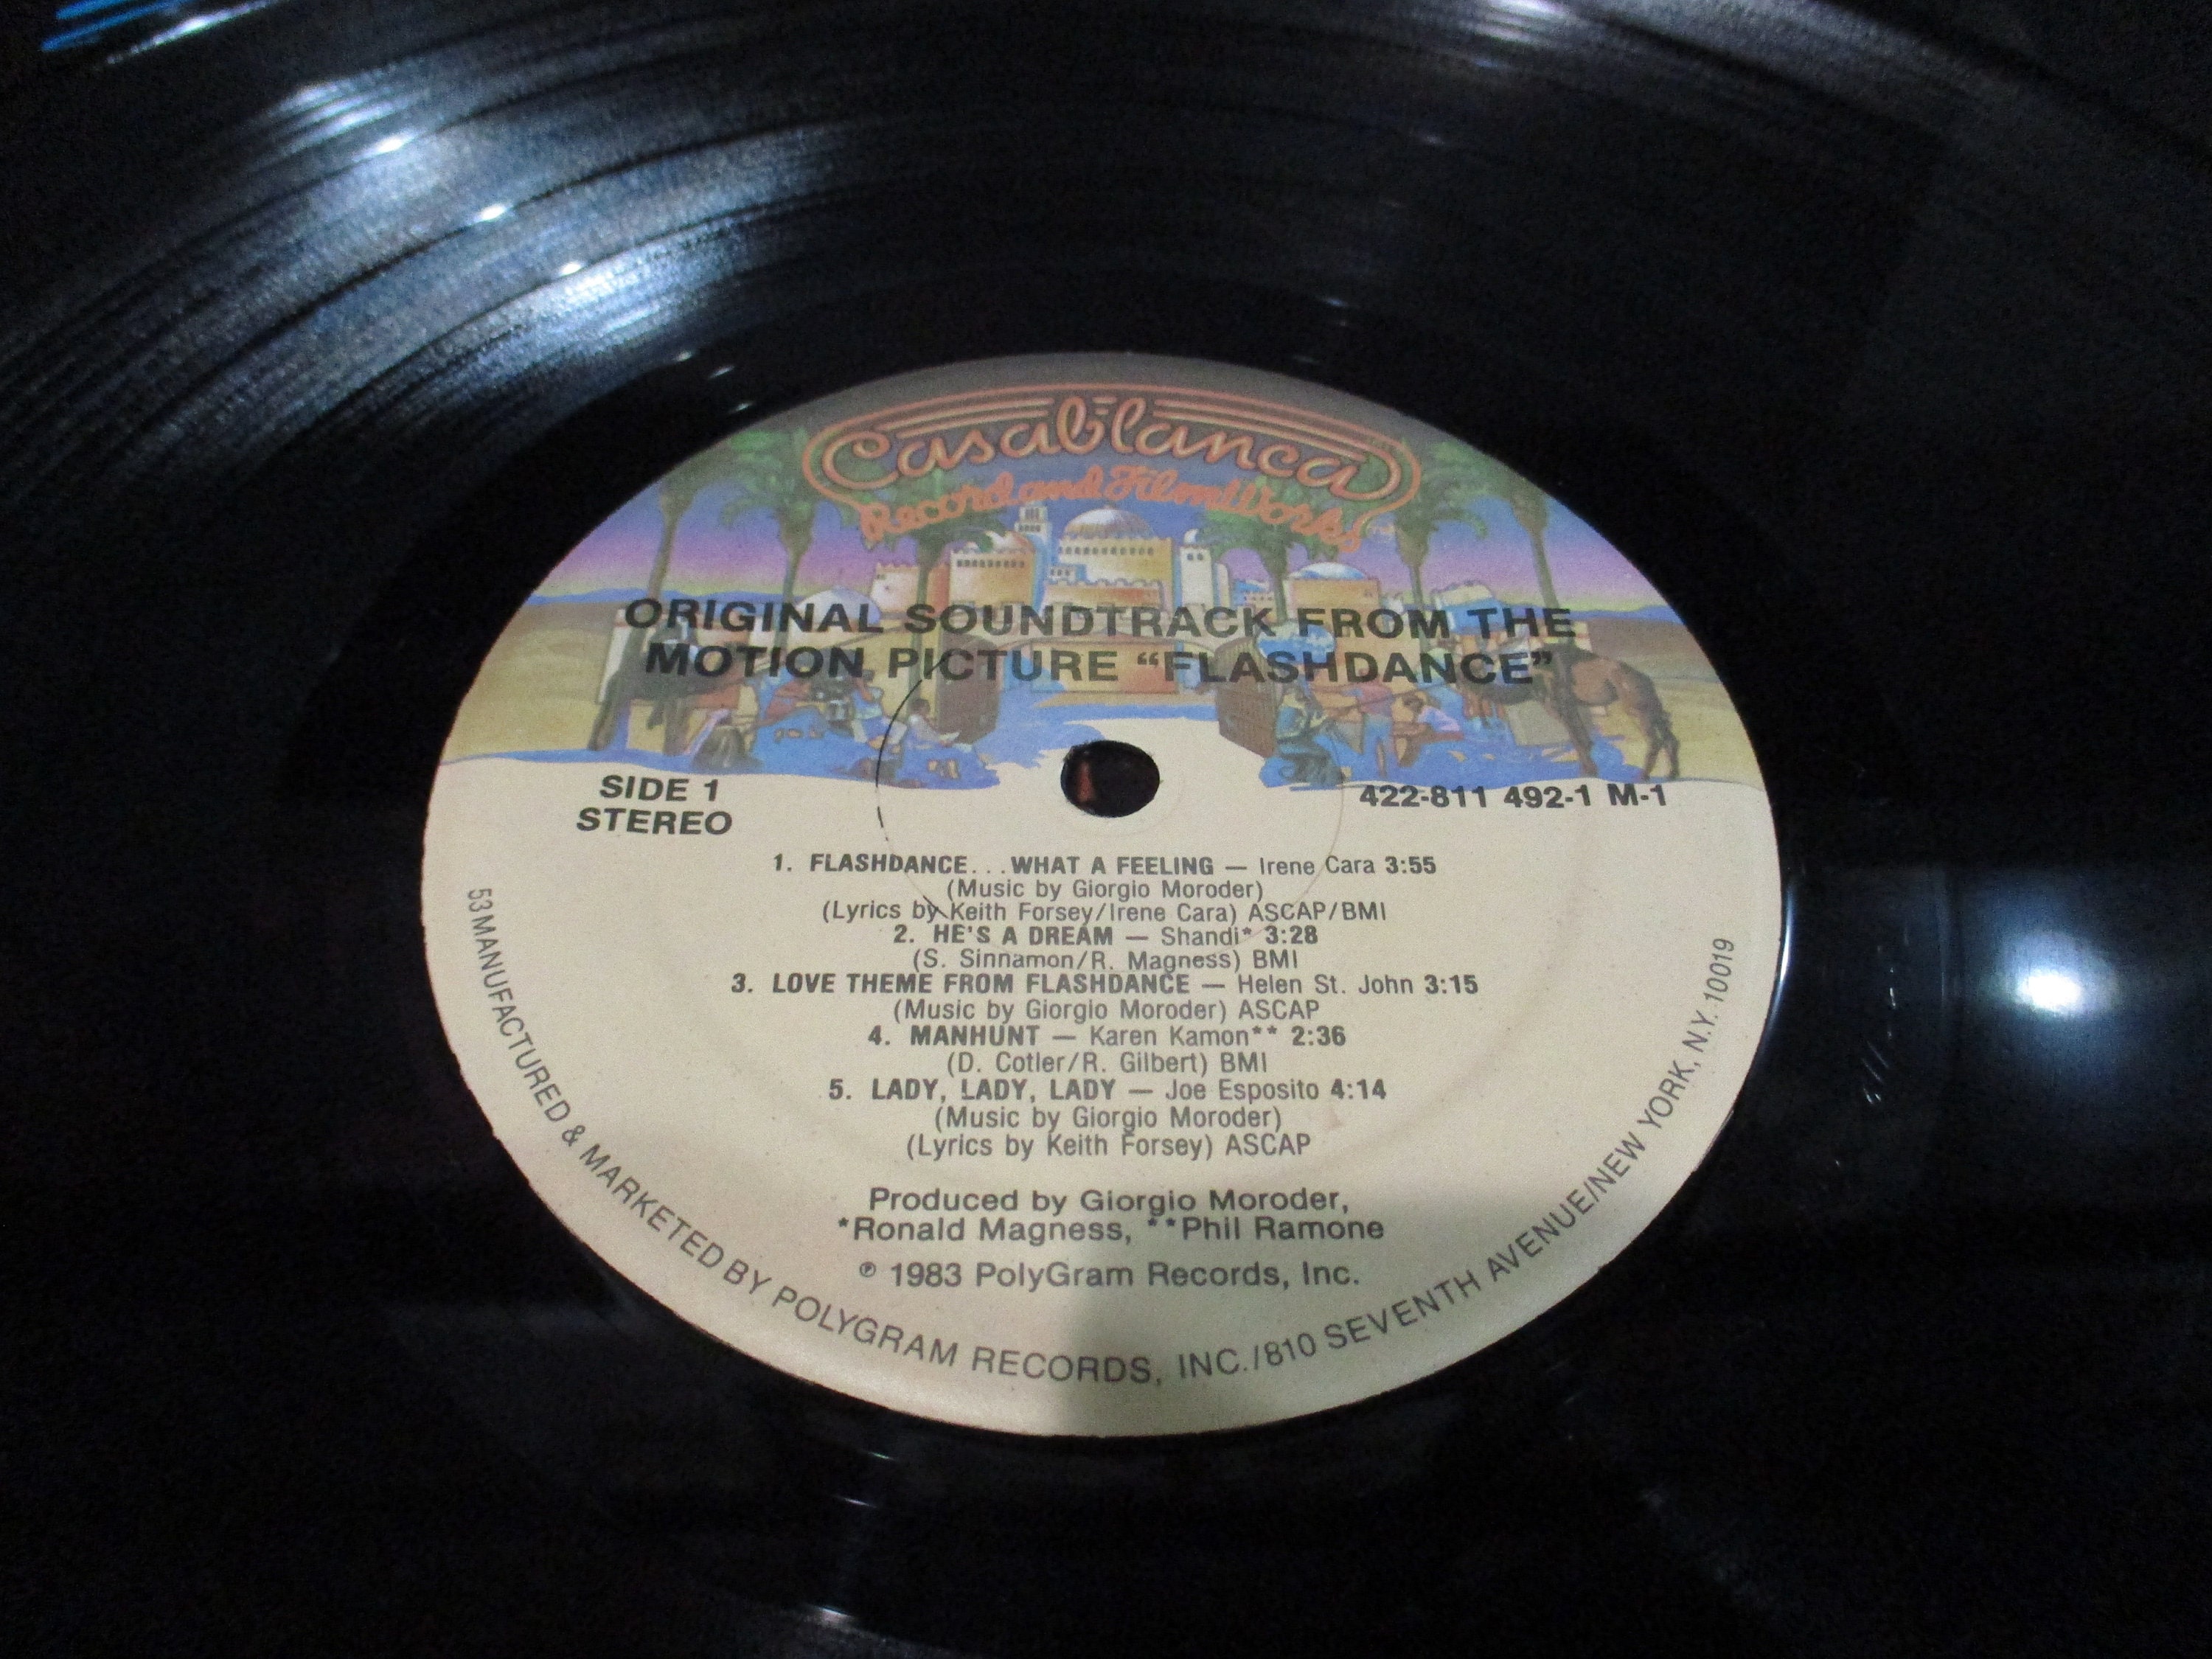 Casablanca
Record and FilmWorks
ORIGINAL SOUNDTRACK FROM THE
MOTION PICTURE “FLASHDANCE”
SIDE 1
STEREO
422-811 492-1 M-1
1. FLASHDANCE...WHAT A FEELING — Irene Cara 3:55
(Music by Giorgio Moroder)
(Lyrics by Keith Forsey/Irene Cara) ASCAP/BMI
2. HE'S A DREAM — Shandi* 3:28
(S. Sinnamon/R. Magness) BMI
3. LOVE THEME FROM FLASHDANCE — Helen St. John 3:15
(Music by Giorgio Moroder) ASCAP
4. MANHUNT — Karen Kamon** 2:36
(D. Cotler/R. Gilbert) BMI
5. LADY, LADY, LADY — Joe Esposito 4:14
(Music by Giorgio Moroder)
(Lyrics by Keith Forsey) ASCAP
Produced by Giorgio Moroder,
*Ronald Magness, **Phil Ramone
℗ 1983 PolyGram Records, Inc.
53 MANUFACTURED & MARKETED BY POLYGRAM RECORDS, INC./810 SEVENTH AVENUE/NEW YORK, N.Y. 10019